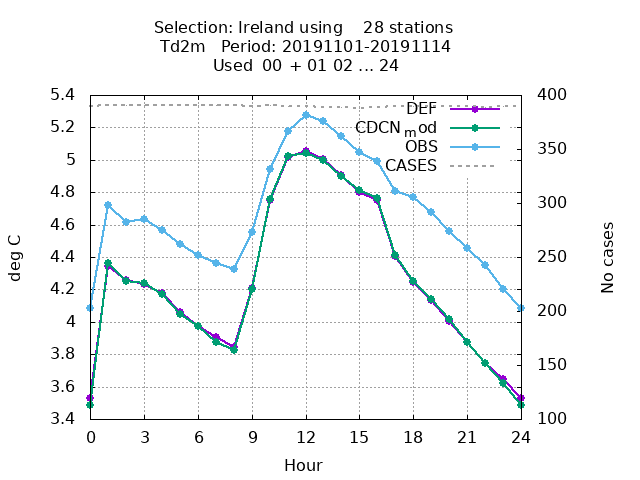 Selection: Ireland using    28 stations
Td2m   Period: 20191101-20191114
Used  00 + 01 02 ... 24
5.4
5.2
5
4.8
4.6
4.4
4.2
4
3.8
3.6
3.4
deg C
400
350
300
250
200
150
100
No cases
DEF
CDCN_mod
OBS
CASES
0 3 6 9 12 15 18 21 24
Hour